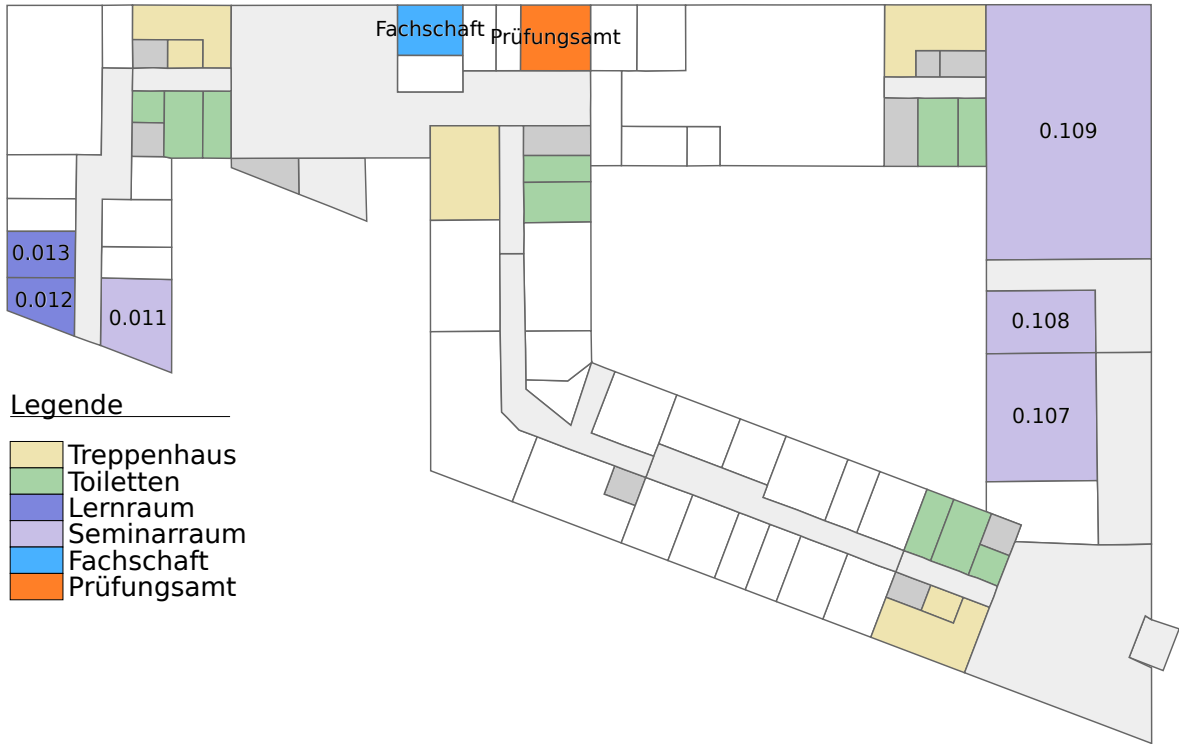 Fachschaft
Prüfungsamt
0.109
0.013
0.012
0.011
0.108
0.107
Legende
Treppenhaus
Toiletten
Lernraum
Seminarraum
Fachschaft
Prüfungsamt